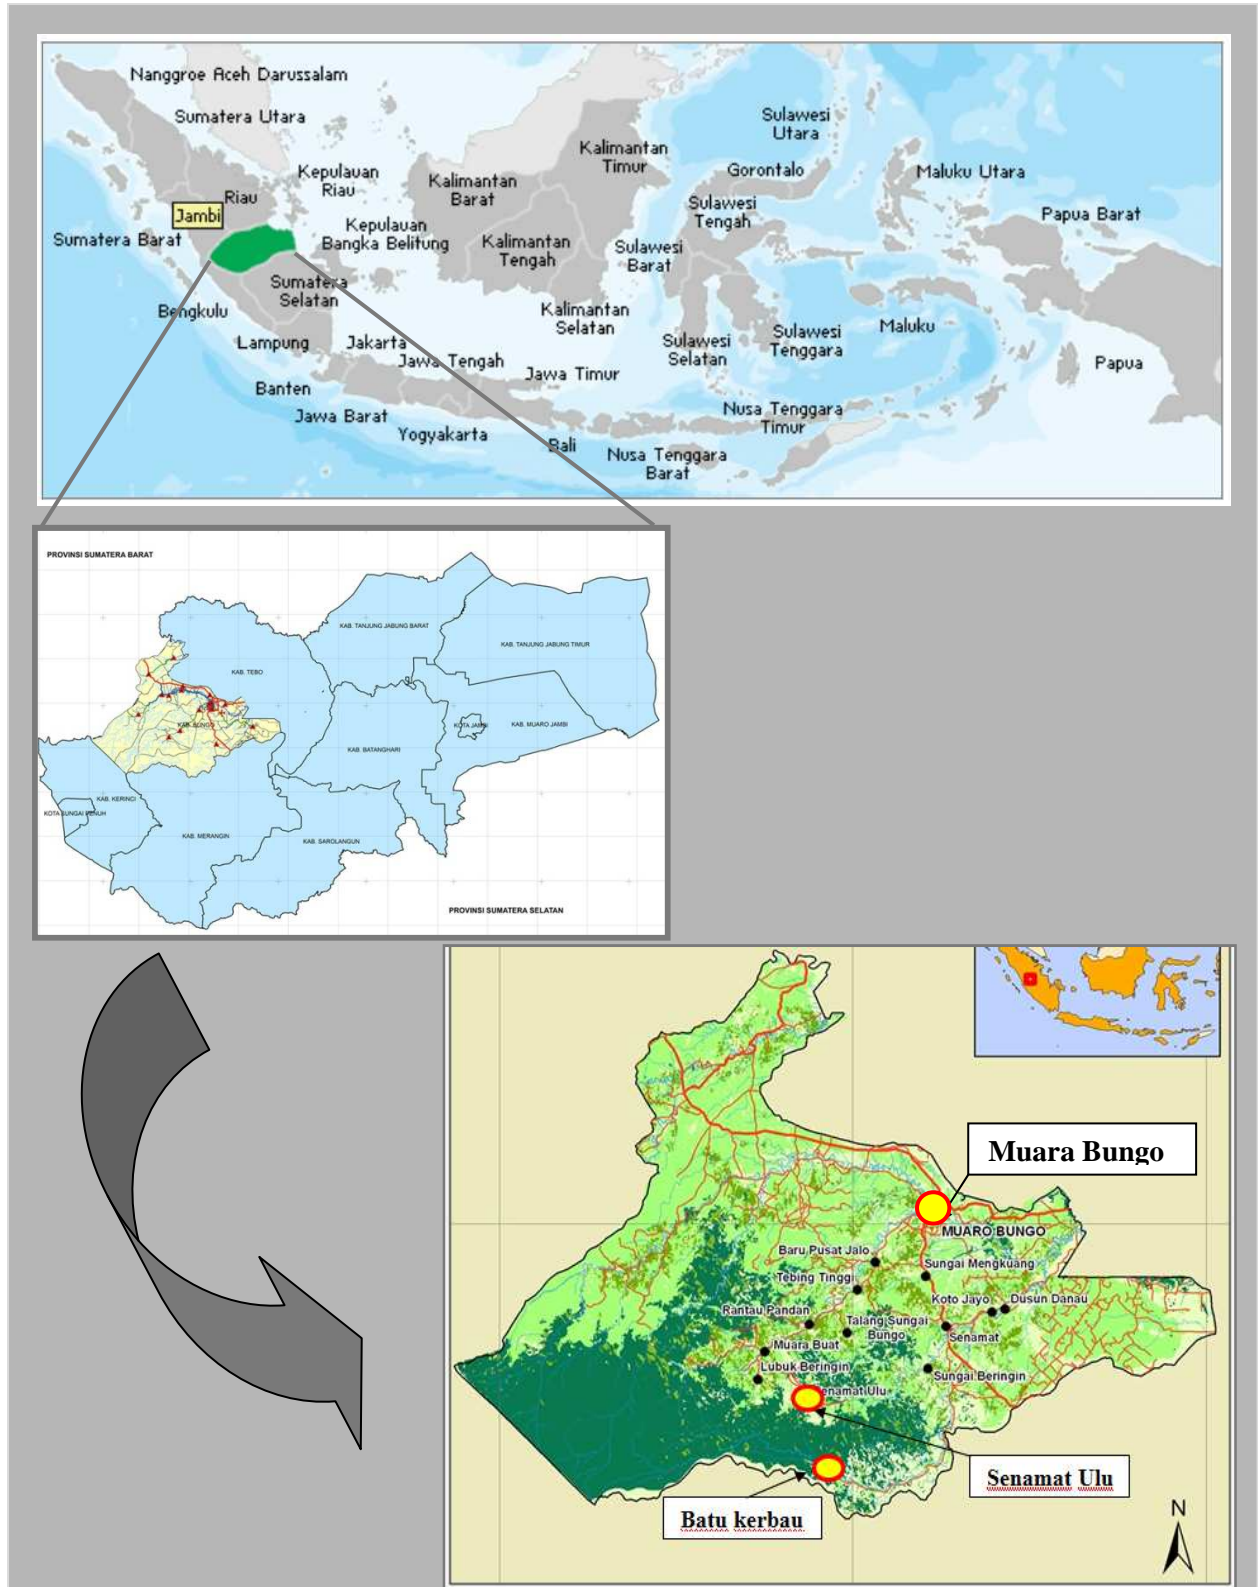 Nanggroe Aceh Darussalam
Sumatera Utara
Sulawesi
Utara
Kalimantan
Timur
Kepulauan
Riau
Kalimantan
Barat
Gorontalo
Maluku Utara
Riau
Jambi
Sulawesi
Tengah
Papua Barat
Kepulauan
Bangka Belitung
Sumatera Barat
Kalimantan
Tengah
Sulawesi
Barat
Sumatera
Selatan
Bengkulu
Kalimantan
Selatan
Maluku
Sulawesi
Tenggara
Lampung
Jakarta
Sulawesi
Selatan
Jawa Tengah
Papua
Jawa Timur
Banten
Jawa Barat
Nusa Tenggara
Timur
Yogyakarta
Bali
Nusa Tenggara
Barat
PROVINSI SUMATERA BARAT
KAB. TANJUNG JABUNG BARAT
KAB. TANJUNG JABUNG TIMUR
KAB. TEBO
KAB. BUNGO
KOTA JAMBI
KAB. MUARO JAMBI
KAB. BATANGHARI
KAB. KERINCI
KOTA SUNGAI PENUH
KAB. MERANGIN
KAB. SAROLANGUN
PROVINSI SUMATERA SELATAN
Muara Bungo
MUARO BUNGO
Baru Pusat Jalo
Sungai Mengkuang
Tebing Tinggi
Koto Jayo
Dusun Danau
Rantau Pandan
Talang Sungai
Bungo
Senamat
Muara Buat
Lubuk Beringin
Sungai Beringin
enamat Ulu
Senamat Ulu
Batu kerbau
N